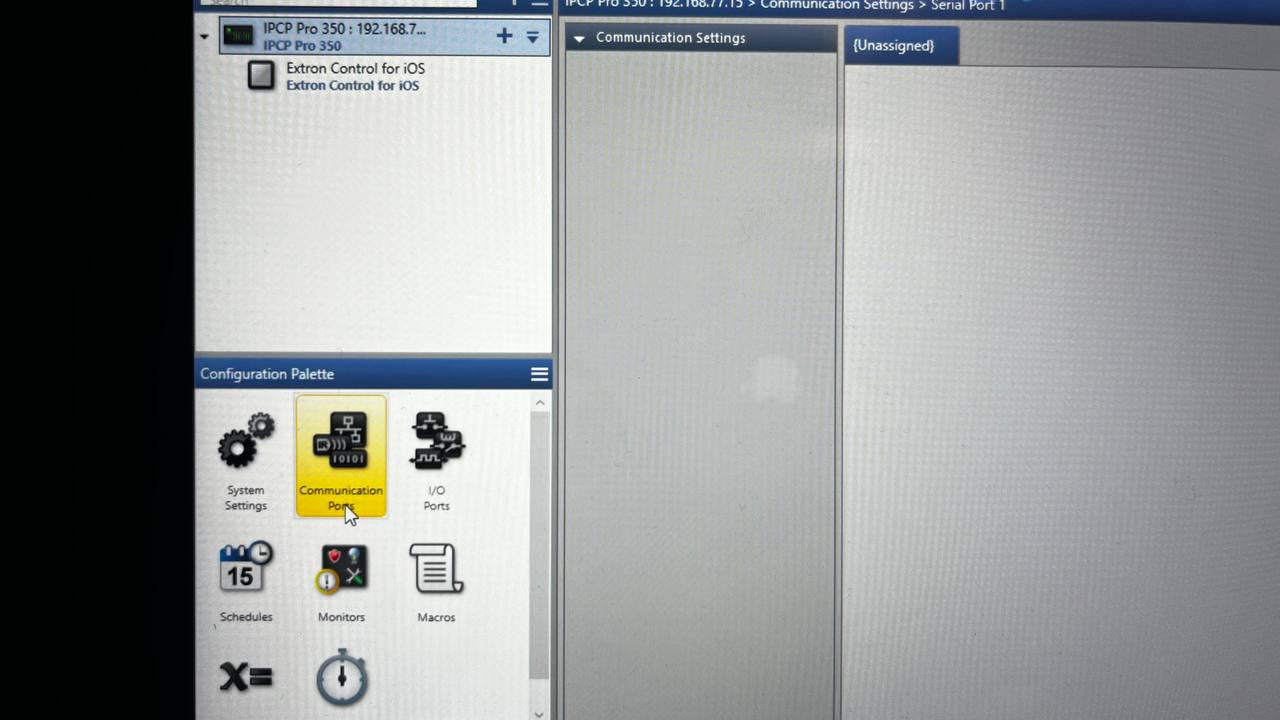 Search
IPCP Pro 350 : 192.168.7...
IPCP Pro 350
Extron Control for iOS
Extron Control for iOS
Configuration Palette
System
Settings
Communication
Ports
I/O
Ports
15
Schedules
Monitors
Macros
X=
IPCP Pro 350 : 192.168.77.15 > Communication Settings > Serial Port 1
Communication Settings
{Unassigned}
10101